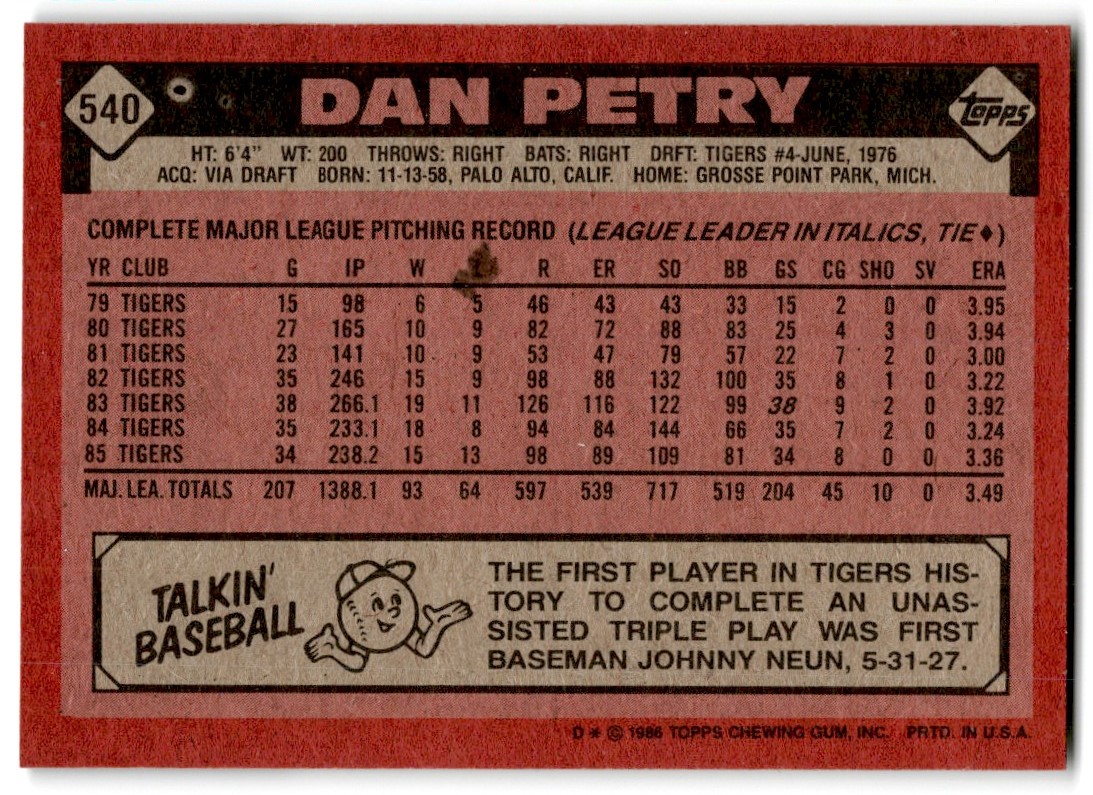 540 DAN PETRY topps
HT: 6'4" WT: 200 THROWS: RIGHT BATS: RIGHT DRFT: TIGERS #4-JUNE, 1976
ACQ: VIA DRAFT BORN: 11-13-58, PALO ALTO, CALIF. HOME: GROSSE POINT PARK, MICH.
COMPLETE MAJOR LEAGUE PITCHING RECORD (LEAGUE LEADER IN ITALICS, TIE♦)
YR CLUB G IP W R ER SO BB GS CG SHO SV ERA
79 TIGERS 15 98 6 5 46 43 43 33 15 2 0 0 3.95
80 TIGERS 27 165 10 9 82 72 88 83 25 4 3 0 3.94
81 TIGERS 23 141 10 9 53 47 79 57 22 7 2 0 3.00
82 TIGERS 35 246 15 9 98 88 132 100 35 8 1 0 3.22
83 TIGERS 38 266.1 19 11 126 116 122 99 38 9 2 0 3.92
84 TIGERS 35 233.1 18 8 94 84 144 66 35 7 2 0 3.24
85 TIGERS 34 238.2 15 13 98 89 109 81 34 8 0 0 3.36
MAJ. LEA. TOTALS 207 1388.1 93 64 597 539 717 519 204 45 10 0 3.49
TALKIN'
BASEBALL
THE FIRST PLAYER IN TIGERS HIS-
TORY TO COMPLETE AN UNAS-
SISTED TRIPLE PLAY WAS FIRST
BASEMAN JOHNNY NEUN, 5-31-27.
D * © 1986 TOPPS CHEWING GUM, INC. PRTD. IN U.S.A.